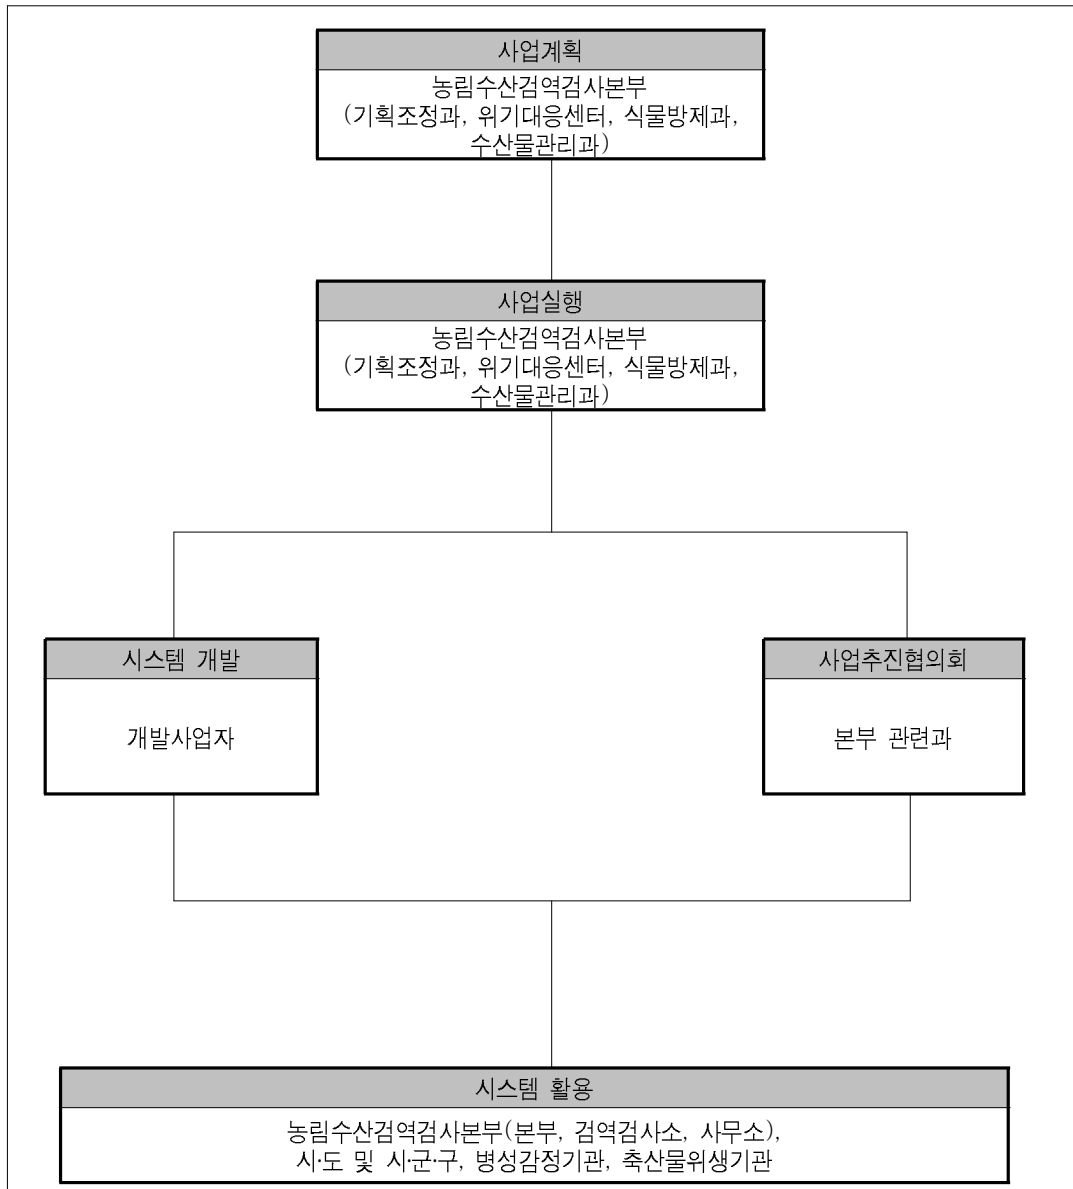 사업계획
농림수산검역검사본부
(기획조정과, 위기대응센터, 식물방제과,
수산물관리과)
사업실행
농림수산검역검사본부
(기획조정과, 위기대응센터, 식물방제과,
수산물관리과)
시스템 개발
개발사업자
사업추진협의회
본부 관련과
시스템 활용
농림수산검역검사본부(본부, 검역검사소, 사무소),
시·도 및 시·군·구, 병성감정기관, 축산물위생기관